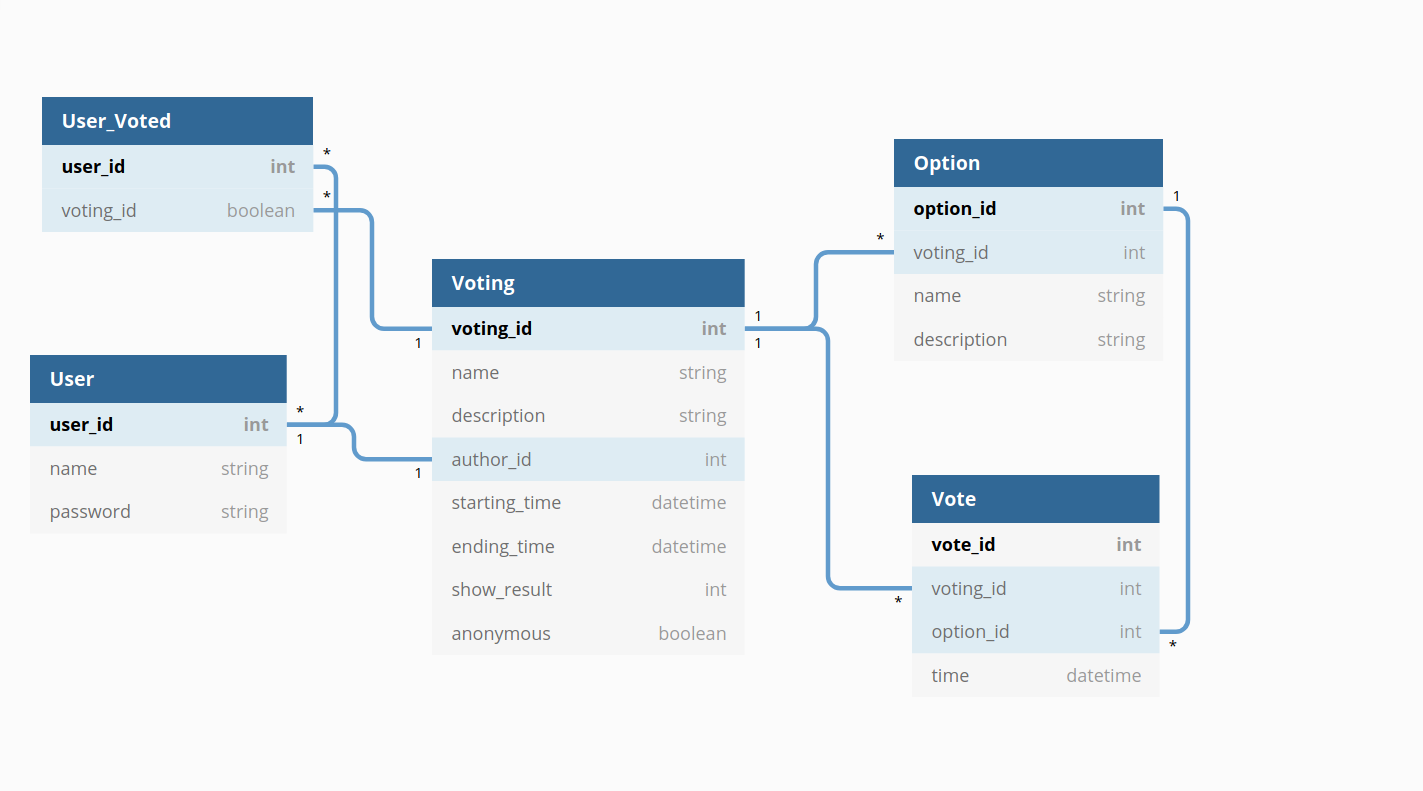 User_Voted
user_id int
voting_id boolean
*
*
User
user_id int
name string
password string
*
1
Voting
voting_id int
name string
description string
author_id int
starting_time datetime
ending_time datetime
show_result int
anonymous boolean
1
1
1
1
Option
option_id int
voting_id int
name string
description string
*
1
Vote
vote_id int
voting_id int
option_id int
time datetime
*
*